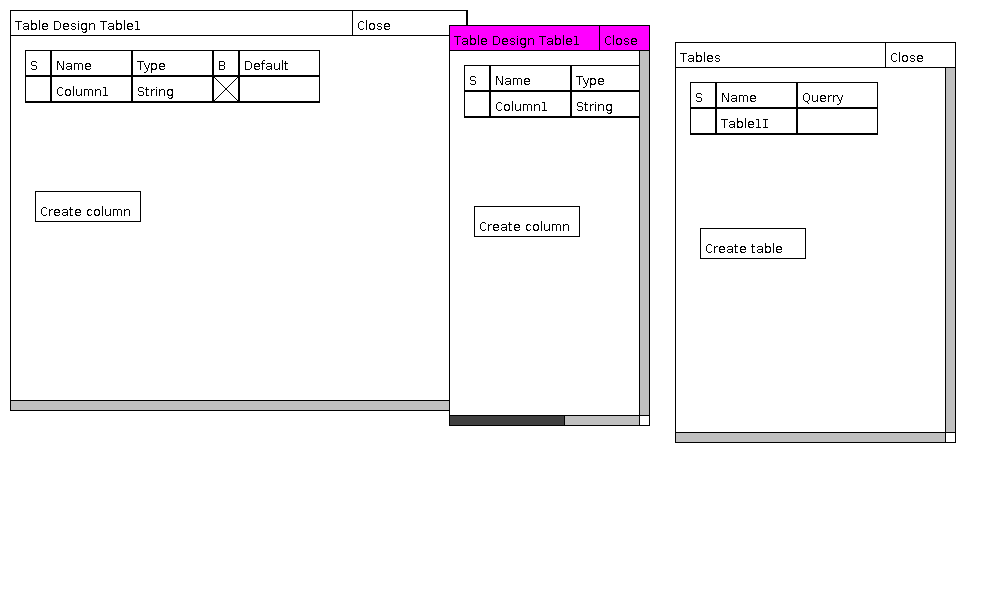 Table Design Table1 Close
S Name Type B Default
Column1 String
Create column
Table Design Table1 Close
S Name Type
Column1 String
Create column
Tables Close
S Name Querry
Table1I
Create table